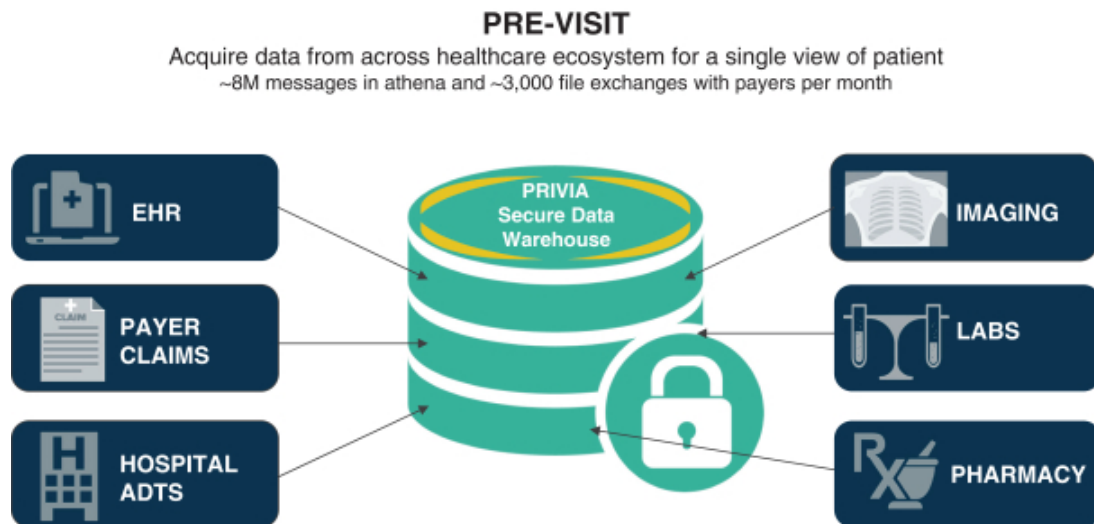 PRE-VISIT
Acquire data from across healthcare ecosystem for a single view of patient
~8M messages in athena and ~3,000 file exchanges with payers per month
EHR
PRIVIA
Secure Data
Warehouse
IMAGING
CLAIM
PAYER
CLAIMS
LABS
H
HOSPITAL
ADTS
Rx
PHARMACY